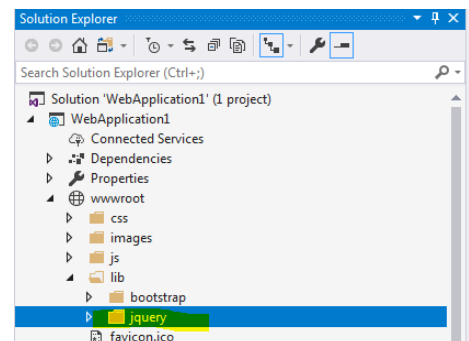 Solution Explorer
Search Solution Explorer (Ctrl+;)
Solution 'WebApplication1' (1 project)
WebApplication1
Connected Services
Dependencies
Properties
wwwroot
css
images
js
lib
bootstrap
jquery
favicon.ico